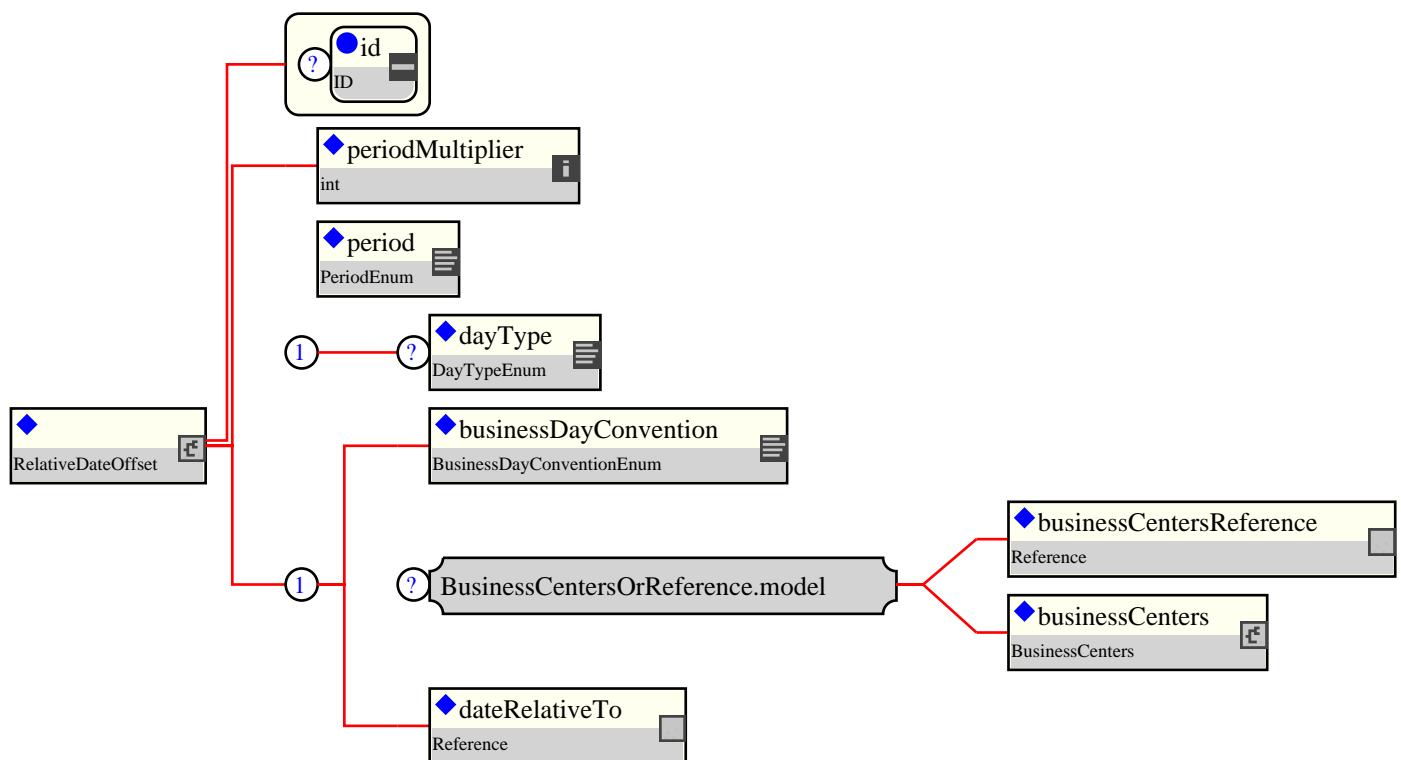 id
?
ID
periodMultiplier
int
period
PeriodEnum
dayType
1
?
DayTypeEnum
RelativeDateOffset
businessDayConvention
BusinessDayConventionEnum
businessCentersReference
Reference
1
?
BusinessCentersOrReference.model
businessCenters
BusinessCenters
dateRelativeTo
Reference